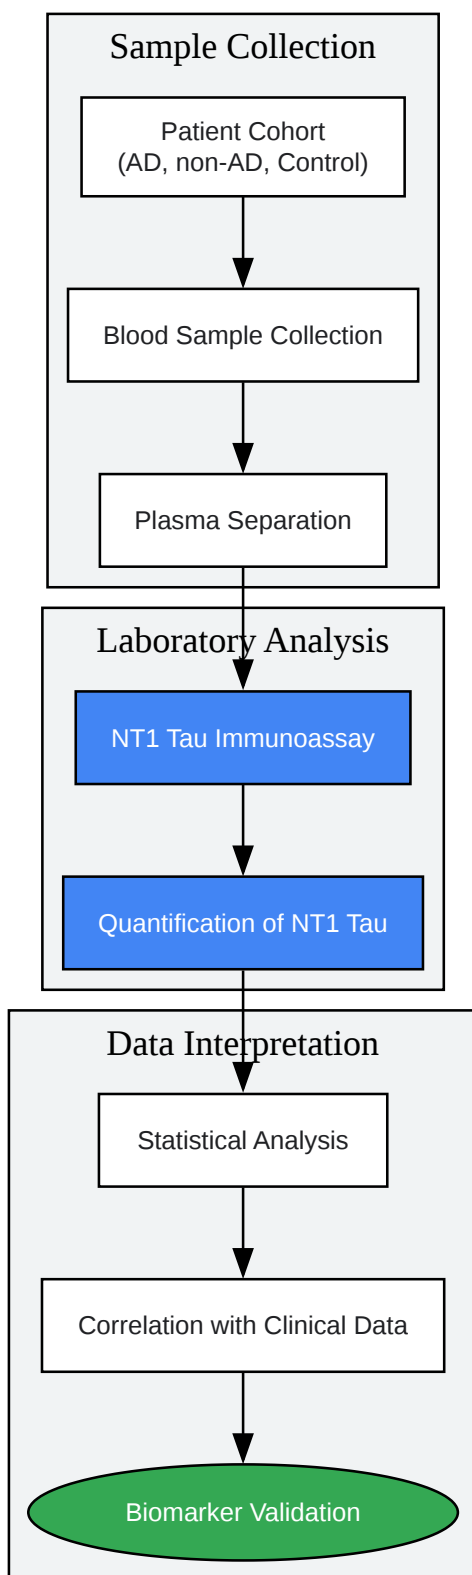 Sample Collection
Patient Cohort
(AD, non-AD, Control)
Blood Sample Collection
Plasma Separation
Laboratory Analysis
NT1 Tau Immunoassay
Quantification of NT1 Tau
Data Interpretation
Statistical Analysis
Correlation with Clinical Data
Biomarker Validation